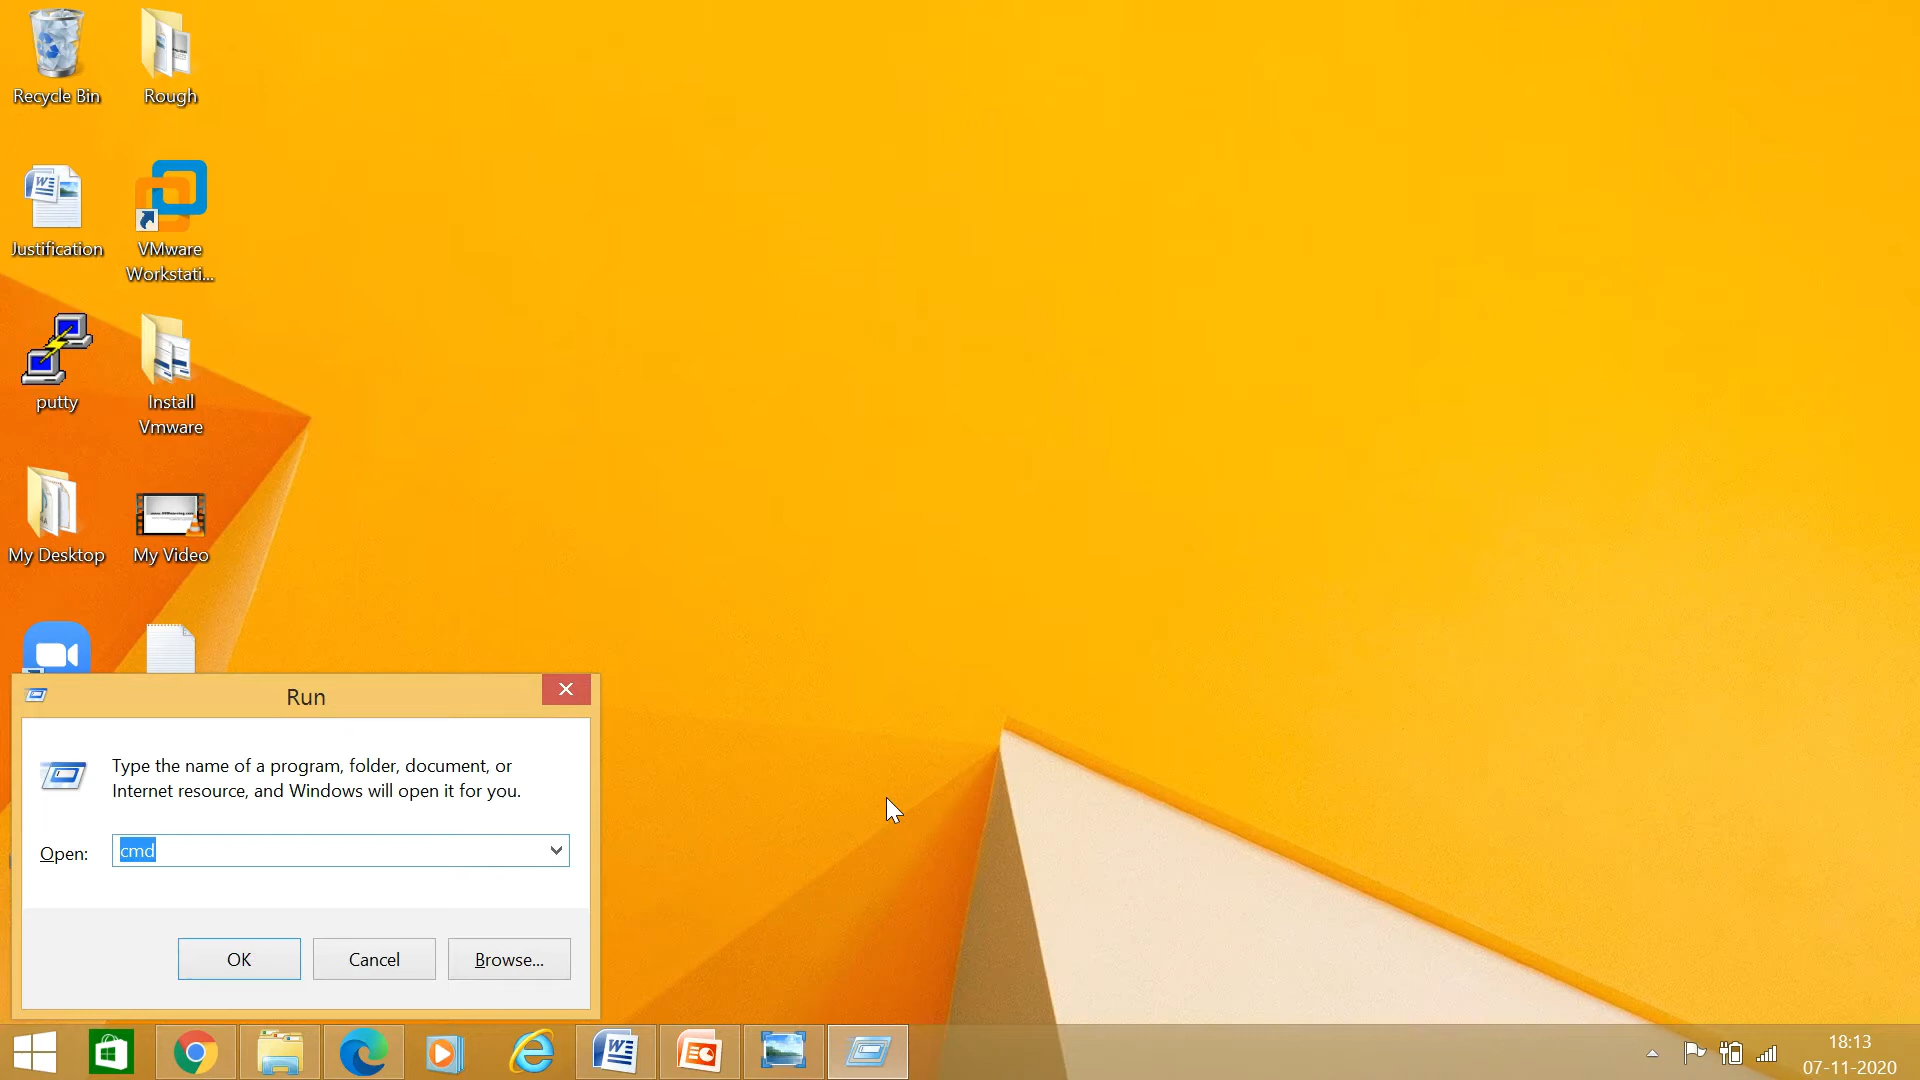 Recycle Bin
Rough
Justification
VMware
Workstati...
putty
Install
Vmware
My Desktop
My Video
Run
Type the name of a program, folder, document, or
Internet resource, and Windows will open it for you.
Open:
cmd
OK
Cancel
Browse...
18:13
07-11-2020